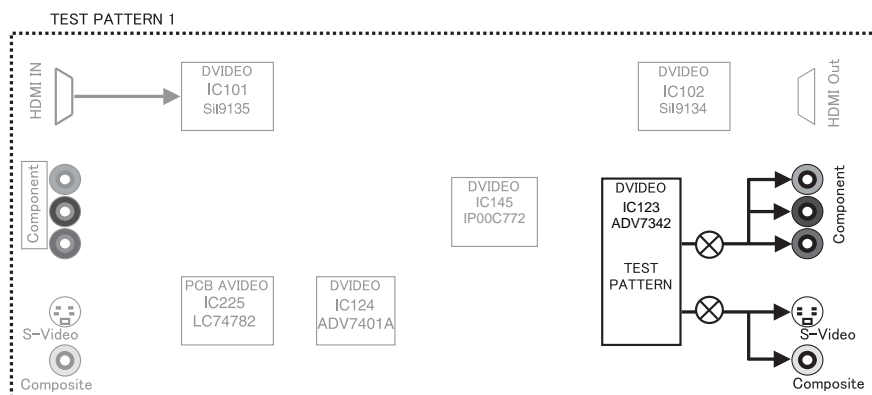 TEST PATTERN 1
HDMI IN
DVIDEO
IC101
SiI9135
DVIDEO
IC102
SiI9134
HDMI Out
Component
DVIDEO
IC145
IP00C772
DVIDEO
IC123
ADV7342
TEST
PATTERN
Component
PCB AVIDEO
IC225
LC74782
DVIDEO
IC124
ADV7401A
S-Video
Composite
S-Video
Composite